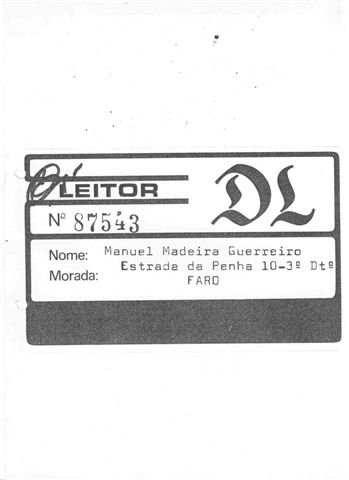 LEITOR
DL
Nº 87543
Nome: Manuel Madeira Guerreiro
Morada: Estrada da Penha 10-3º Dtº
FARO